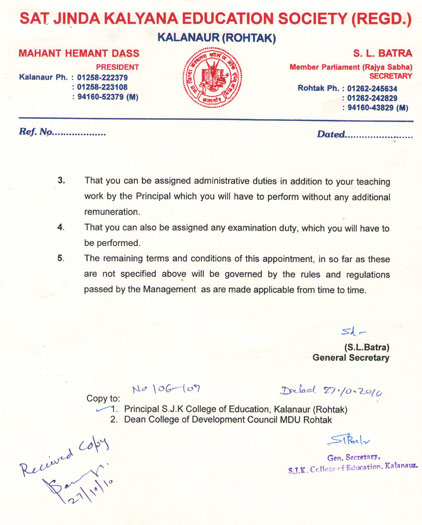 SAT JINDA KALYANA EDUCATION SOCIETY (REGD.)
KALANAUR (ROHTAK)
MAHANT HEMANT DASS
PRESIDENT
Kalanaur Ph. : 01258-222379
: 01258-223108
: 94160-52379 (M)
S. L. BATRA
Member Parliament (Rajya Sabha)
SECRETARY
Rohtak Ph. : 01262-245634
: 01262-242829
: 94160-43829 (M)
Ref. No...................
Dated.......................
3. That you can be assigned administrative duties in addition to your teaching
work by the Principal which you will have to perform without any additional
remuneration.
4. That you can also be assigned any examination duty, which you will have to
be performed.
5. The remaining terms and conditions of this appointment, in so far as these
are not specified above will be governed by the rules and regulations
passed by the Management as are made applicable from time to time.
Sd-
(S.L.Batra)
General Secretary
No 106-109 Dated 27-10-2010
Copy to:
1. Principal S.J.K College of Education, Kalanaur (Rohtak)
2. Dean College of Development Council MDU Rohtak
Received Copy
27/10/10
Gen. Secretary,
S.J.K. College of Education, Kalanaur.